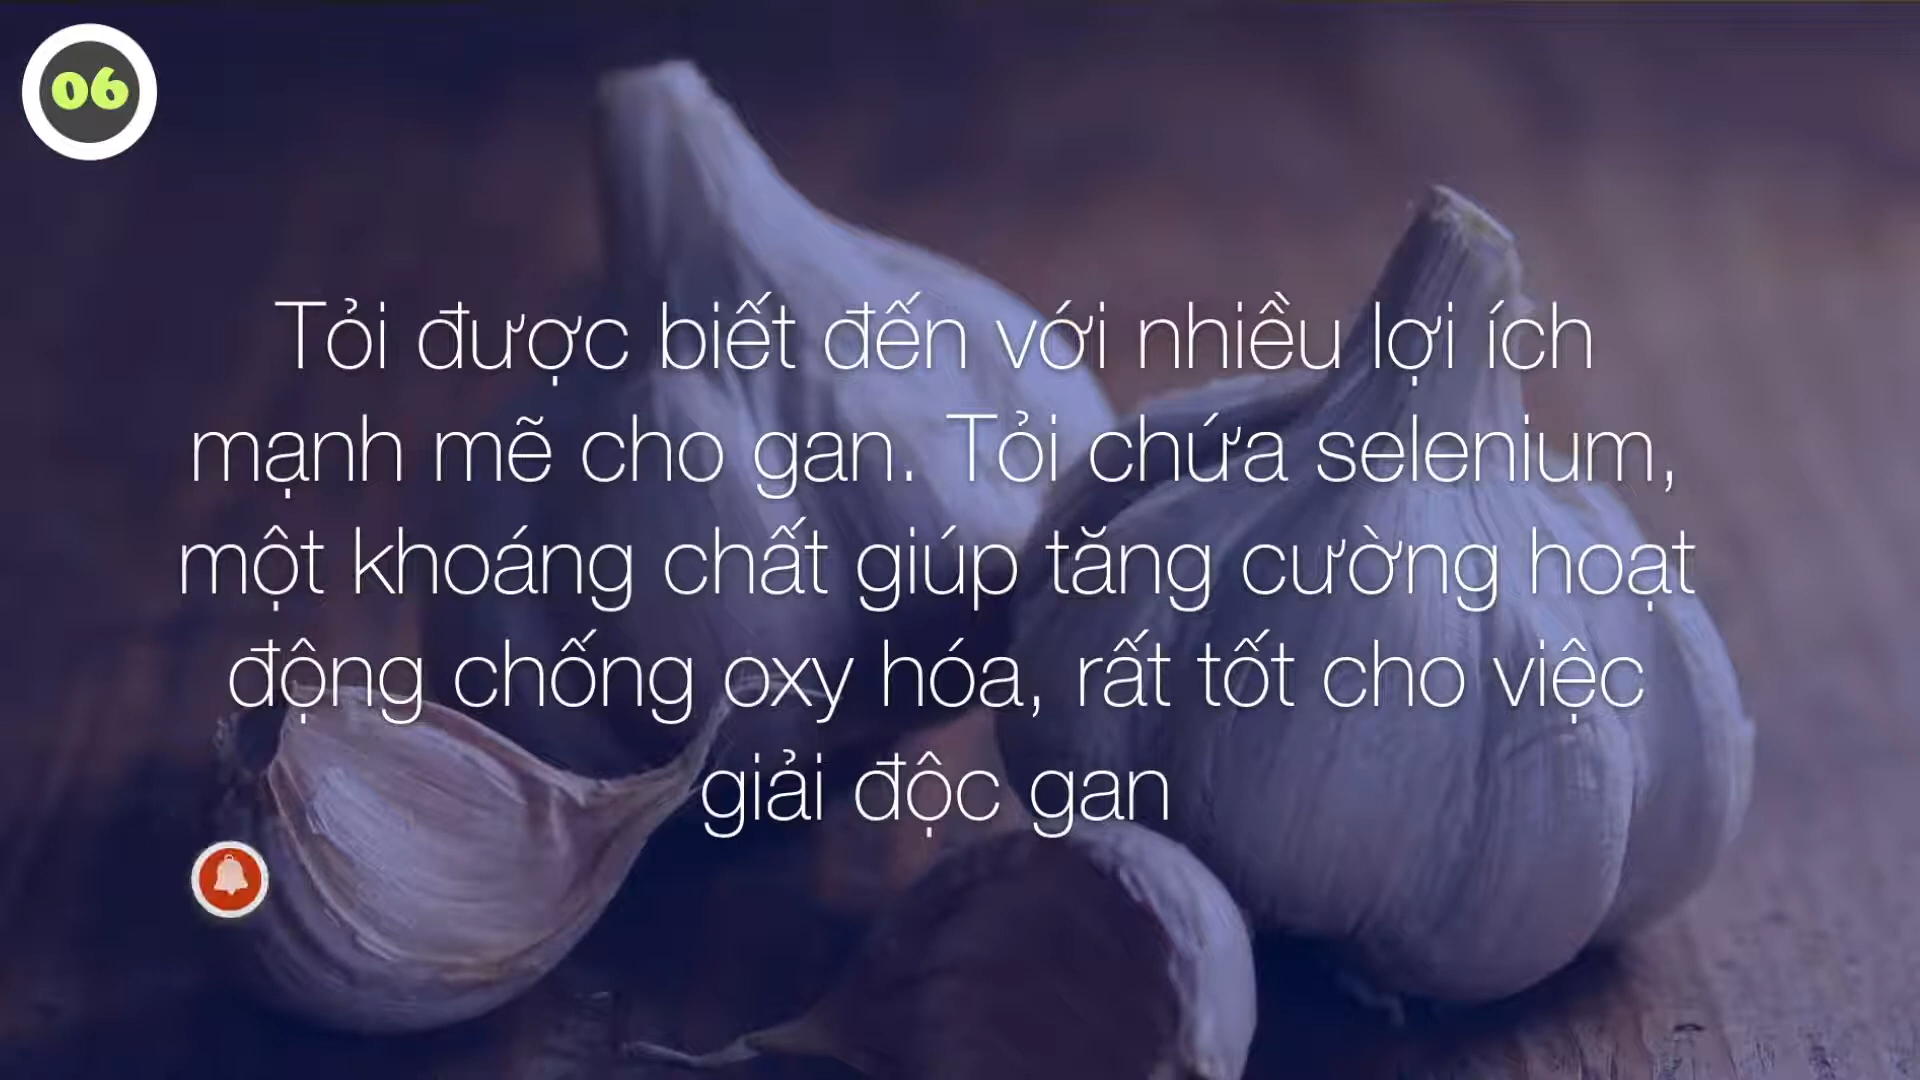 06
Tỏi được biết đến với nhiều lợi ích
mạnh mẽ cho gan. Tỏi chứa selenium,
một khoáng chất giúp tăng cường hoạt
động chống oxy hóa, rất tốt cho việc
giải độc gan